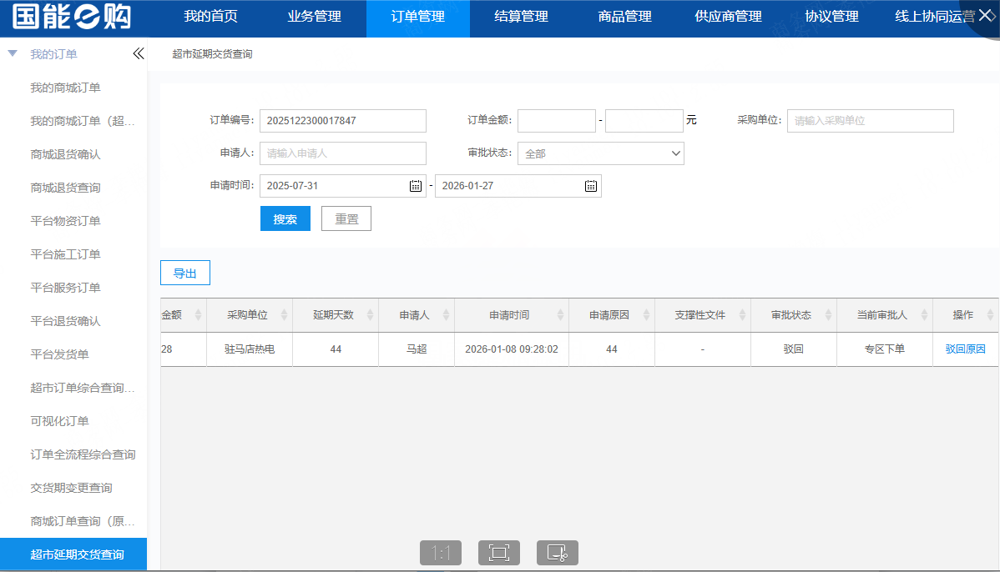 国能e购 我的首页 业务管理 订单管理 结算管理 商品管理 供应商管理 协议管理 线上协同运营
我的订单
超市延期交货查询
我的商城订单
我的商城订单（超...
商城退货确认
商城退货查询
平台物资订单
平台施工订单
平台服务订单
平台退货确认
平台发货单
超市订单综合查询...
可视化订单
订单全流程综合查询
交货期变更查询
商城订单查询（原...
超市延期交货查询
订单编号: 2025122300017847 订单金额: - 元 采购单位: 请输入采购单位
申请人: 请输入申请人 审批状态: 全部
申请时间: 2025-07-31 - 2026-01-27
搜索 重置
导出
金额 采购单位 延期天数 申请人 申请时间 申请原因 支撑性文件 审批状态 当前审批人 操作
28 驻马店热电 44 马超 2026-01-08 09:28:02 44 - 驳回 专区下单 驳回原因
1:1